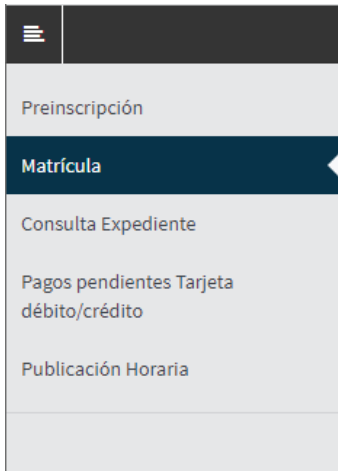 Preinscripción
Matrícula
Consulta Expediente
Pagos pendientes Tarjeta
débito/crédito
Publicación Horaria